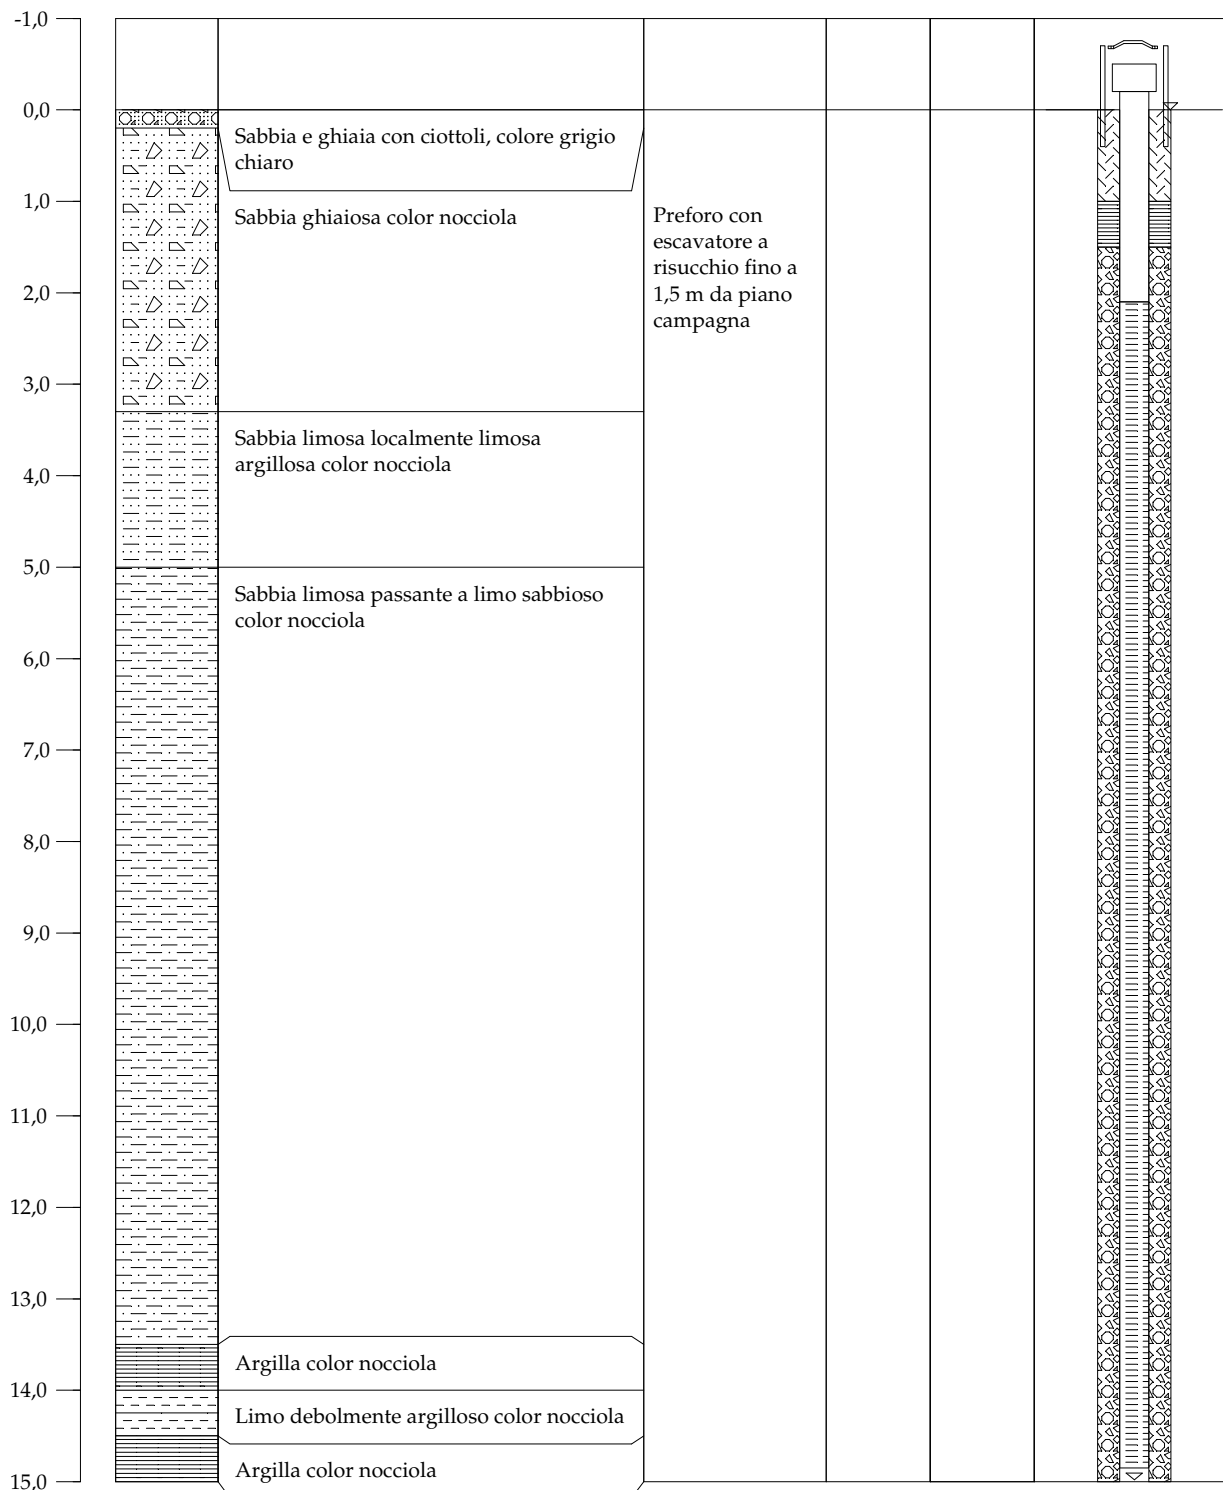 -1,0
0,0
Sabbia e ghiaia con ciottoli, colore grigio
chiaro
1,0
Sabbia ghiaiosa color nocciola
Preforo con
escavatore a
risucchio fino a
1,5 m da piano
campagna
2,0
3,0
Sabbia limosa localmente limosa
argillosa color nocciola
4,0
5,0
Sabbia limosa passante a limo sabbioso
color nocciola
6,0
7,0
8,0
9,0
10,0
11,0
12,0
13,0
Argilla color nocciola
14,0
Limo debolmente argilloso color nocciola
Argilla color nocciola
15,0